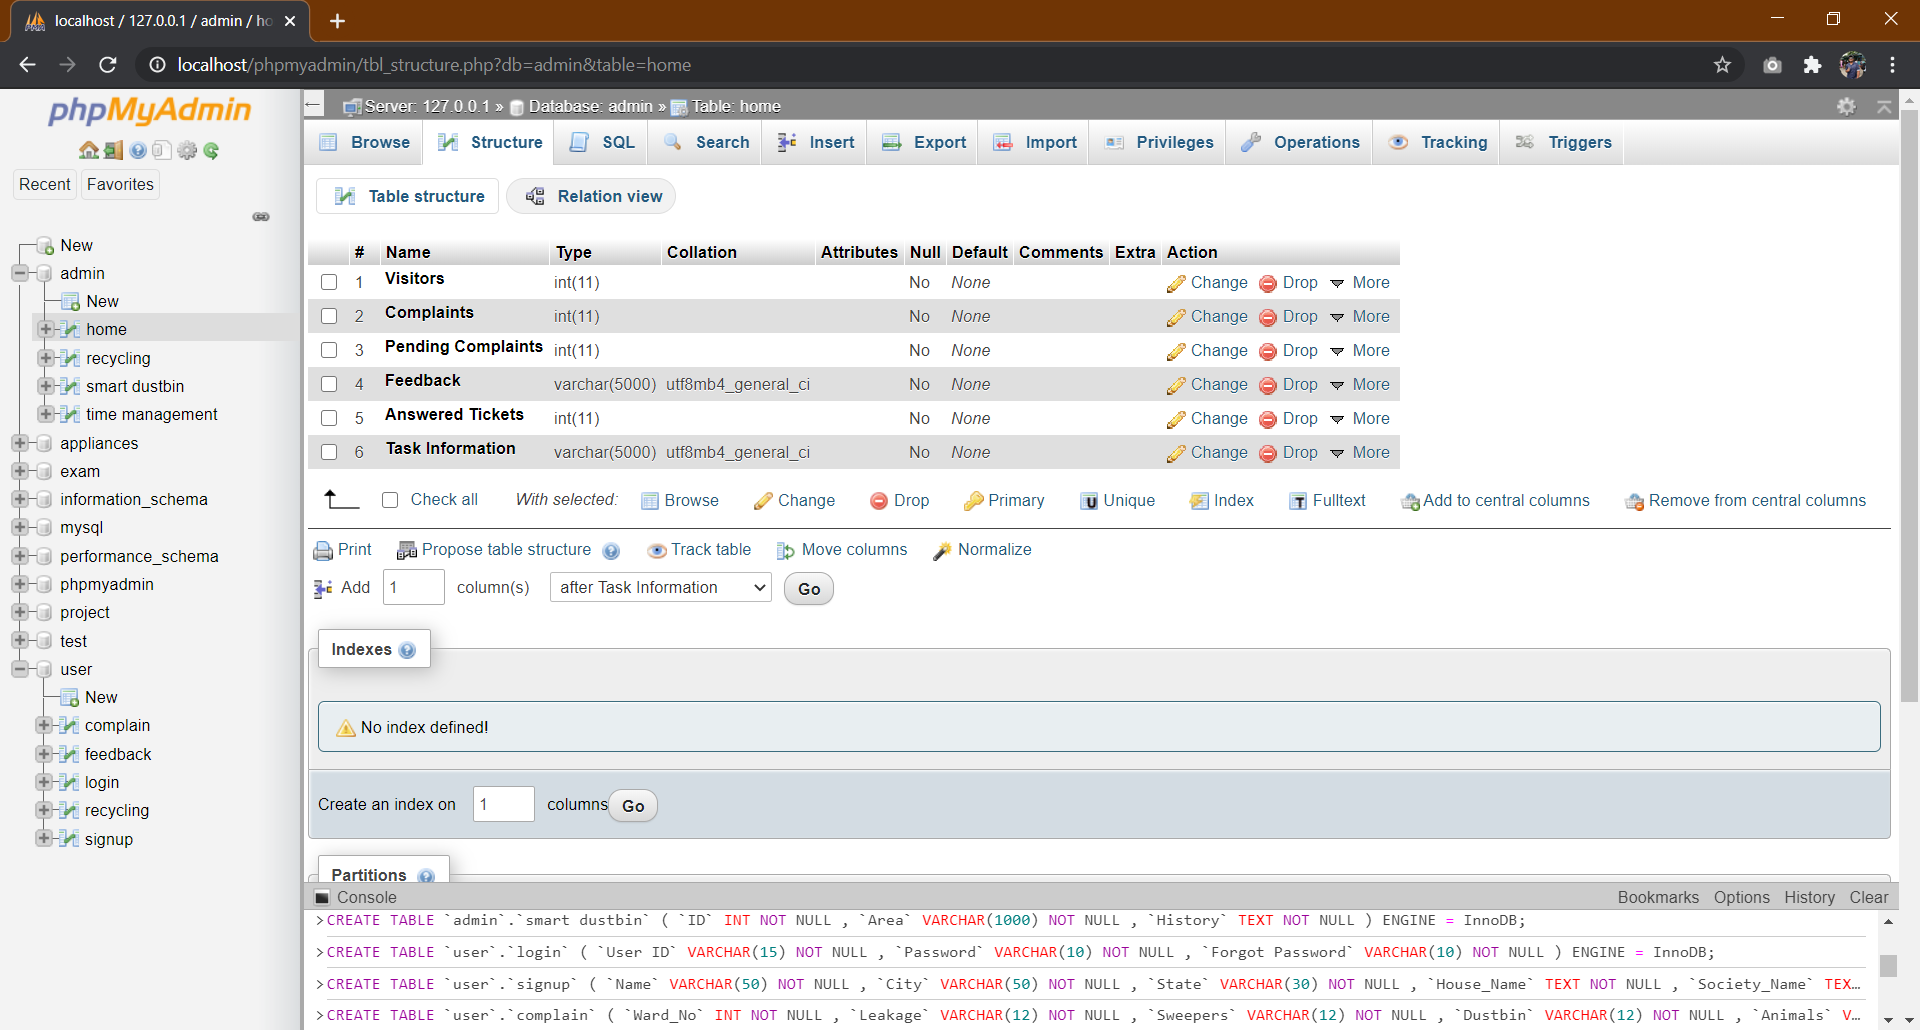 localhost / 127.0.0.1 / admin / ho
localhost/phpmyadmin/tbl_structure.php?db=admin&table=home
phpMyAdmin
Recent Favorites
New
admin
New
home
recycling
smart dustbin
time management
appliances
exam
information_schema
mysql
performance_schema
phpmyadmin
project
test
user
New
complain
feedback
login
recycling
signup
Server: 127.0.0.1 » Database: admin » Table: home
Browse Structure SQL Search Insert Export Import Privileges Operations Tracking Triggers
Table structure Relation view
# Name Type Collation Attributes Null Default Comments Extra Action
1 Visitors int(11) No None Change Drop More
2 Complaints int(11) No None Change Drop More
3 Pending Complaints int(11) No None Change Drop More
4 Feedback varchar(5000) utf8mb4_general_ci No None Change Drop More
5 Answered Tickets int(11) No None Change Drop More
6 Task Information varchar(5000) utf8mb4_general_ci No None Change Drop More
Check all With selected: Browse Change Drop Primary Unique Index Fulltext Add to central columns Remove from central columns
Print Propose table structure Track table Move columns Normalize
Add 1 column(s) after Task Information Go
Indexes
No index defined!
Create an index on 1 columns Go
Partitions
Console Bookmarks Options History Clear
>CREATE TABLE `admin`.`smart dustbin` ( `ID` INT NOT NULL , `Area` VARCHAR(1000) NOT NULL , `History` TEXT NOT NULL ) ENGINE = InnoDB;
>CREATE TABLE `user`.`login` ( `User ID` VARCHAR(15) NOT NULL , `Password` VARCHAR(10) NOT NULL , `Forgot Password` VARCHAR(10) NOT NULL ) ENGINE = InnoDB;
>CREATE TABLE `user`.`signup` ( `Name` VARCHAR(50) NOT NULL , `City` VARCHAR(50) NOT NULL , `State` VARCHAR(30) NOT NULL , `House_Name` TEXT NOT NULL , `Society_Name` TEX…
>CREATE TABLE `user`.`complain` ( `Ward_No` INT NOT NULL , `Leakage` VARCHAR(12) NOT NULL , `Sweepers` VARCHAR(12) NOT NULL , `Dustbin` VARCHAR(12) NOT NULL , `Animals` V…